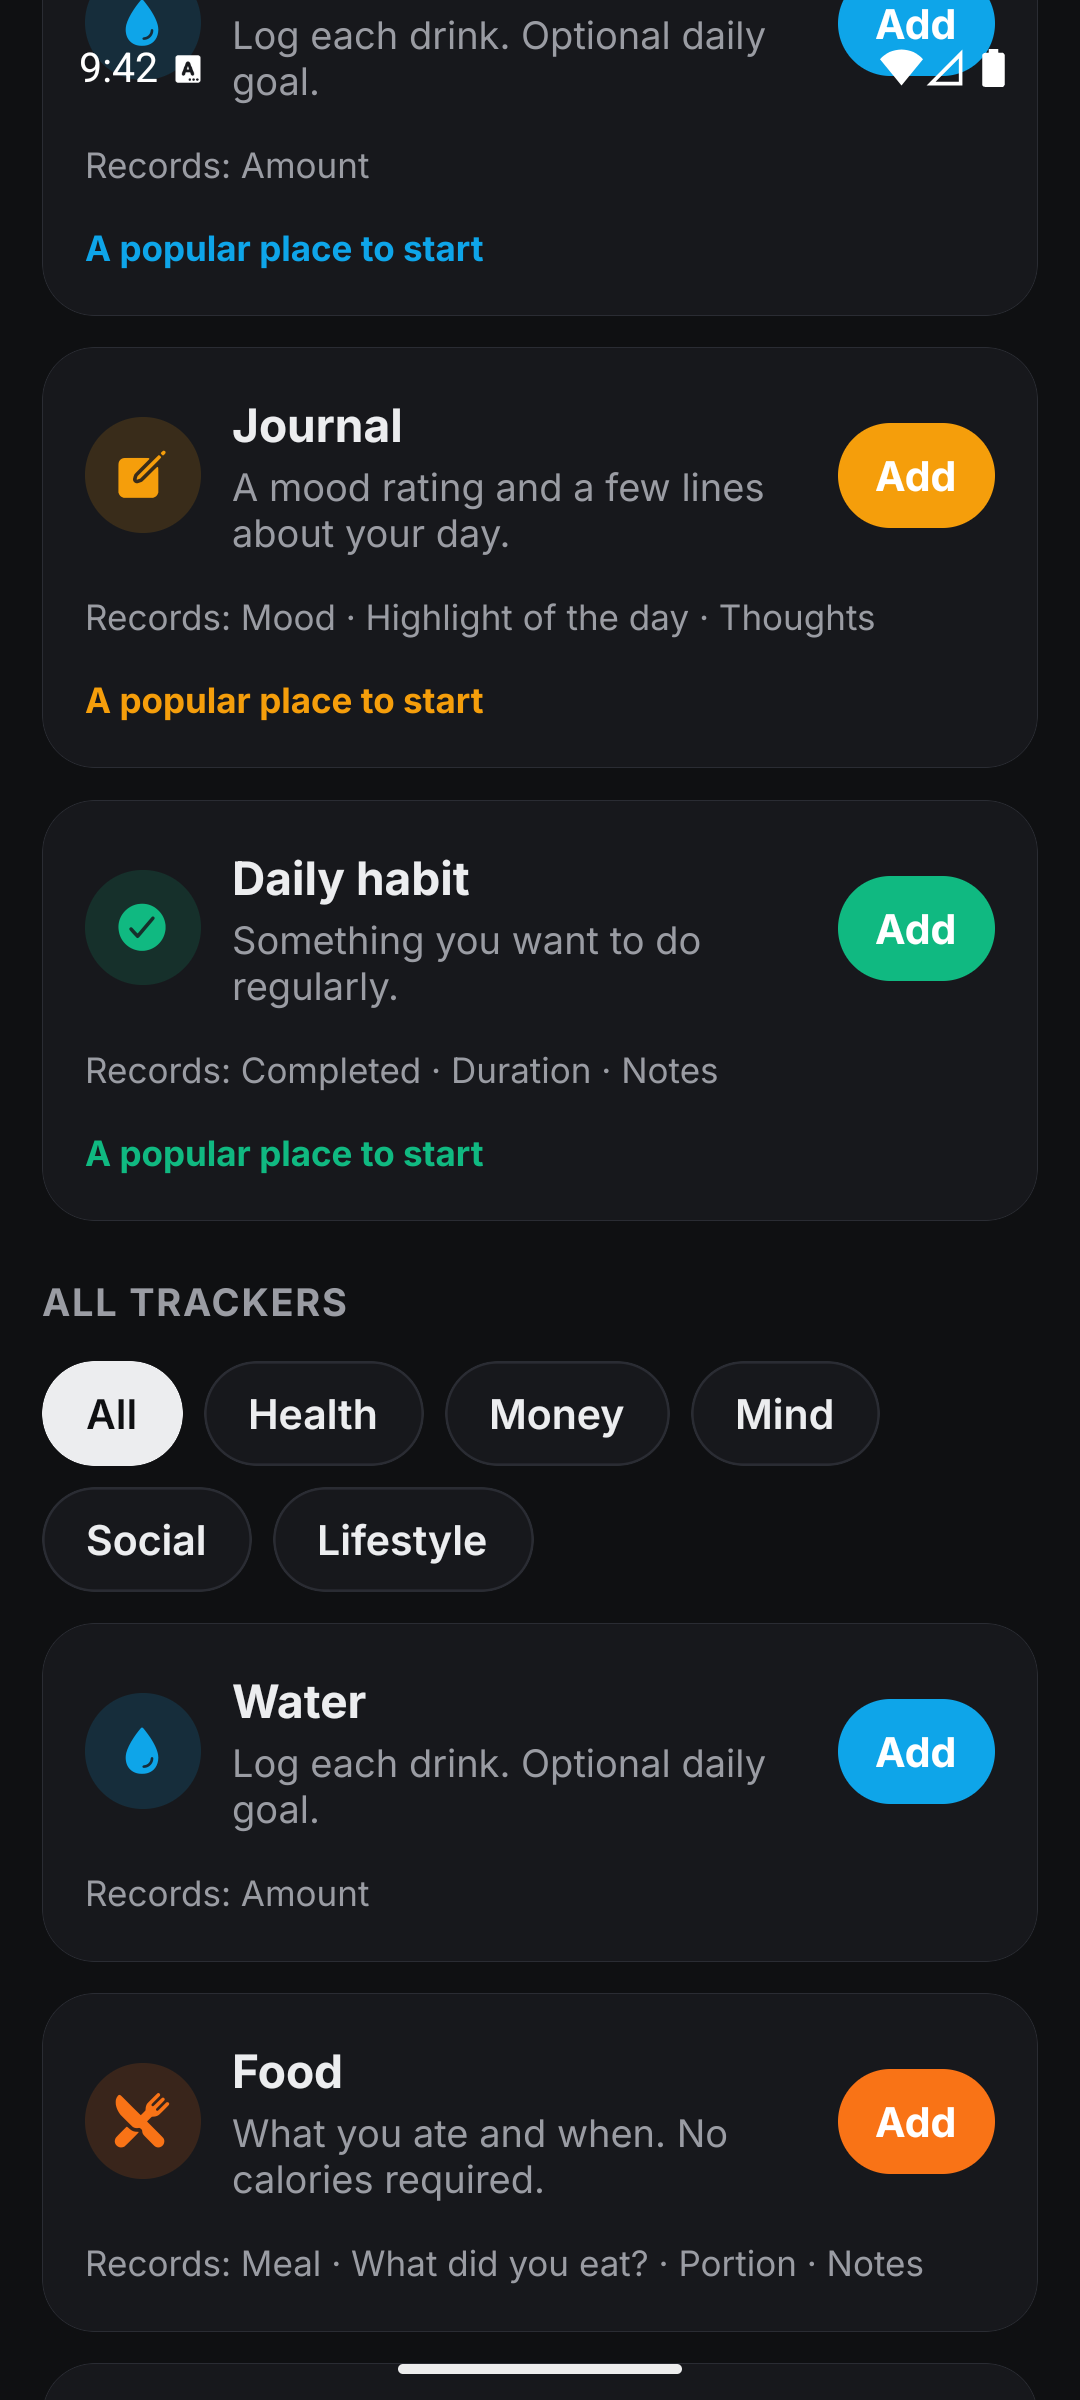 Log each drink. Optional daily
goal.
Add
9:42
Records: Amount
A popular place to start
Journal
A mood rating and a few lines
about your day.
Add
Records: Mood · Highlight of the day · Thoughts
A popular place to start
Daily habit
Something you want to do
regularly.
Add
Records: Completed · Duration · Notes
A popular place to start
ALL TRACKERS
All
Health
Money
Mind
Social
Lifestyle
Water
Log each drink. Optional daily
goal.
Add
Records: Amount
Food
What you ate and when. No
calories required.
Add
Records: Meal · What did you eat? · Portion · Notes